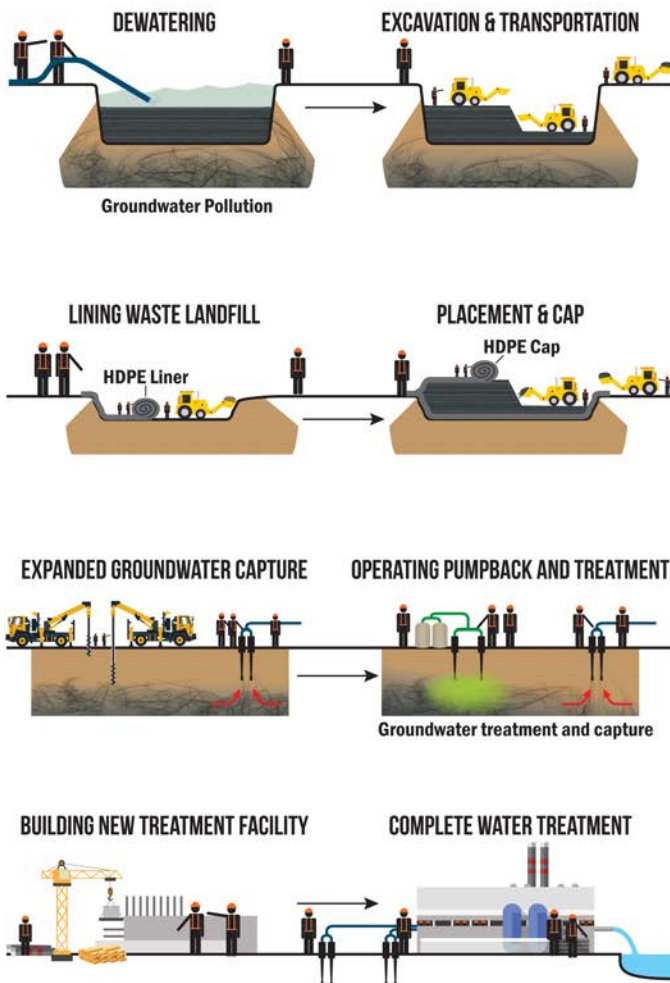 DEWATERING
EXCAVATION & TRANSPORTATION
Groundwater Pollution
LINING WASTE LANDFILL
PLACEMENT & CAP
HDPE Liner
HDPE Cap
EXPANDED GROUNDWATER CAPTURE
OPERATING PUMPBACK AND TREATMENT
Groundwater treatment and capture
BUILDING NEW TREATMENT FACILITY
COMPLETE WATER TREATMENT